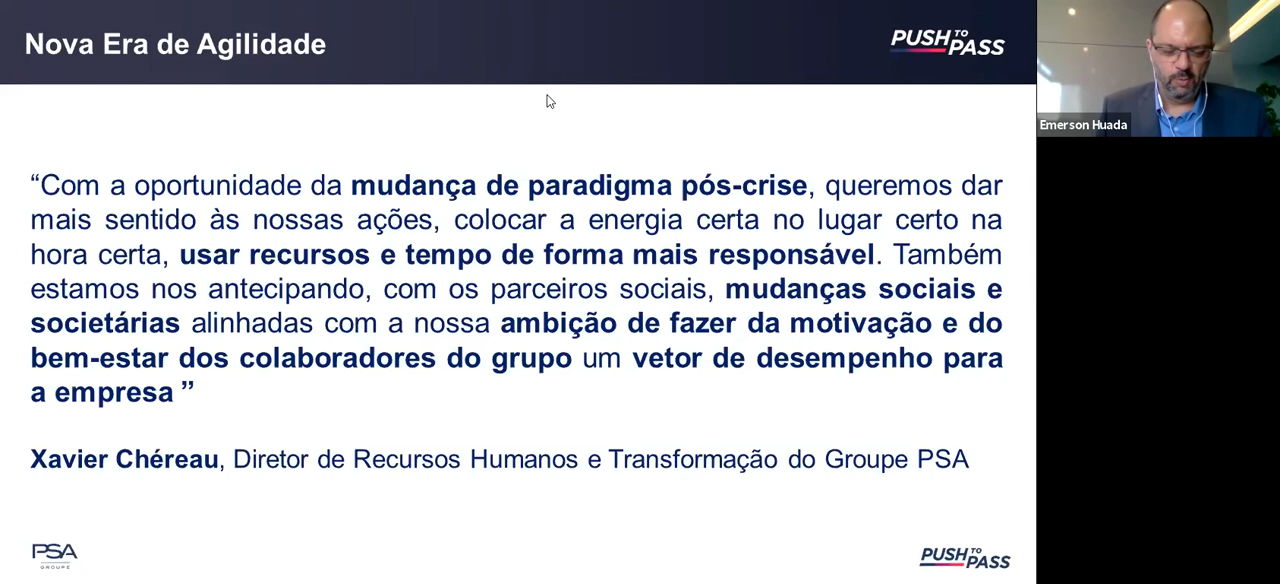 Nova Era de Agilidade
PUSH TO PASS
Emerson Huada
“Com a oportunidade da mudança de paradigma pós-crise, queremos dar
mais sentido às nossas ações, colocar a energia certa no lugar certo na
hora certa, usar recursos e tempo de forma mais responsável. Também
estamos nos antecipando, com os parceiros sociais, mudanças sociais e
societárias alinhadas com a nossa ambição de fazer da motivação e do
bem-estar dos colaboradores do grupo um vetor de desempenho para
a empresa ”
Xavier Chéreau, Diretor de Recursos Humanos e Transformação do Groupe PSA
PSA
GROUPE
PUSH TO PASS